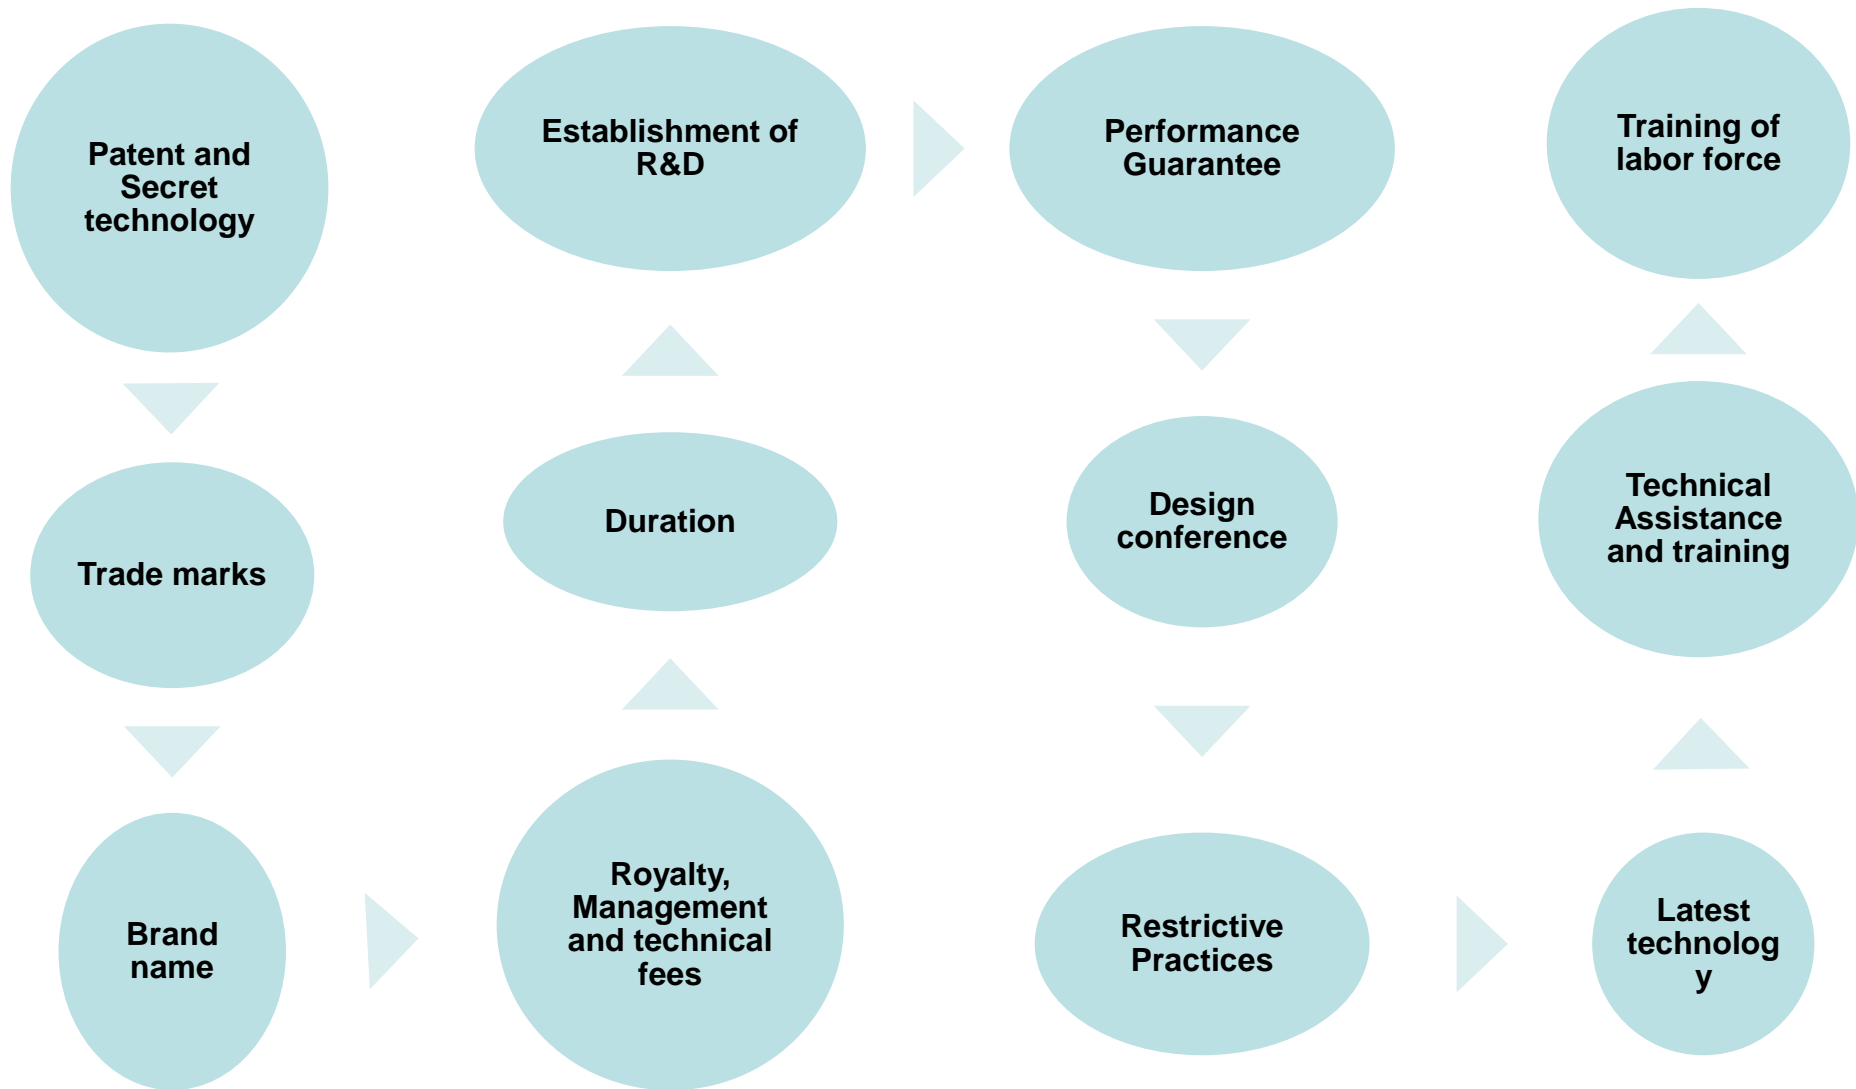 Patent and
Secret
technology
Trade marks
Brand
name
Royalty,
Management
and technical
fees
Duration
Establishment of
R&D
Performance
Guarantee
Design
conference
Restrictive
Practices
Latest
technolog
y
Technical
Assistance
and training
Training of
labor force